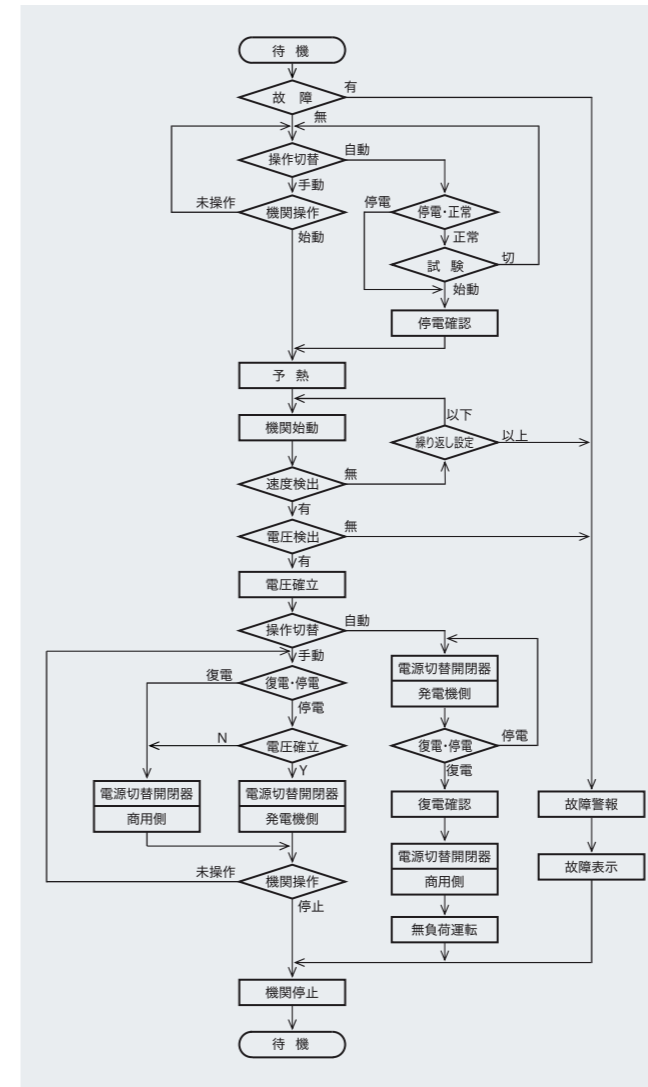 待 機
故 障
有
無
操作切替
自動
手動
未操作
機関操作
始動
停電
停電・正常
正常
試 験
切
始動
停電確認
予 熱
機関始動
以下
繰り返し設定
以上
速度検出
無
有
電圧検出
無
有
電圧確立
操作切替
自動
手動
復電
復電・停電
停電
N
電圧確立
Y
電源切替開閉器
商用側
電源切替開閉器
発電機側
未操作
機関操作
停止
電源切替開閉器
発電機側
復電・停電
停電
復電
復電確認
電源切替開閉器
商用側
無負荷運転
故障警報
故障表示
機関停止
待 機